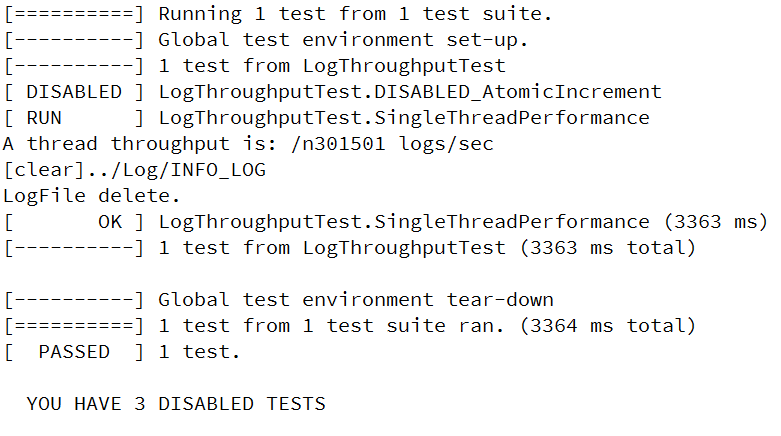 [==========] Running 1 test from 1 test suite.
[----------] Global test environment set-up.
[----------] 1 test from LogThroughputTest
[ DISABLED ] LogThroughputTest.DISABLED_AtomicIncrement
[ RUN      ] LogThroughputTest.SingleThreadPerformance
A thread throughput is: /n301501 logs/sec
[clear]../Log/INFO_LOG
LogFile delete.
[       OK ] LogThroughputTest.SingleThreadPerformance (3363 ms)
[----------] 1 test from LogThroughputTest (3363 ms total)
[----------] Global test environment tear-down
[==========] 1 test from 1 test suite ran. (3364 ms total)
[  PASSED  ] 1 test.
YOU HAVE 3 DISABLED TESTS